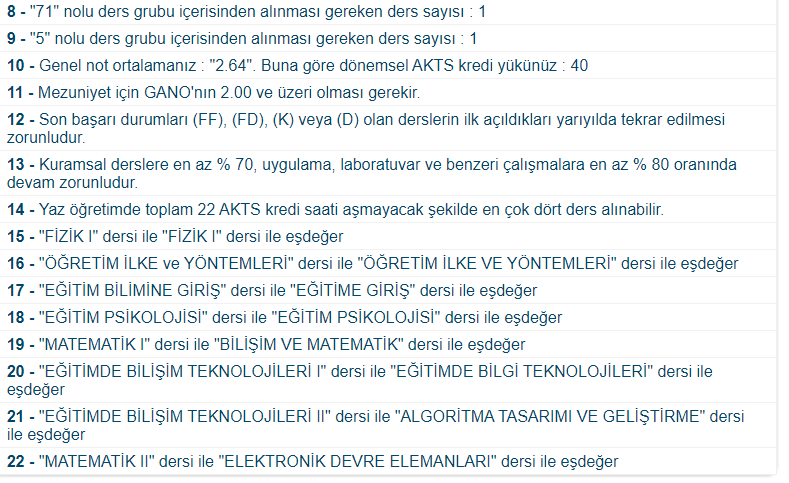 8 - "71" nolu ders grubu içerisinden alınması gereken ders sayısı : 1
9 - "5" nolu ders grubu içerisinden alınması gereken ders sayısı : 1
10 - Genel not ortalamanız : "2.64". Buna göre dönemsel AKTS kredi yükünüz : 40
11 - Mezuniyet için GANO'nın 2.00 ve üzeri olması gerekir.
12 - Son başarı durumları (FF), (FD), (K) veya (D) olan derslerin ilk açıldıkları yarıyılda tekrar edilmesi
zorunludur.
13 - Kuramsal derslere en az % 70, uygulama, laboratuvar ve benzeri çalışmalara en az % 80 oranında
devam zorunludur.
14 - Yaz öğretimde toplam 22 AKTS kredi saati aşmayacak şekilde en çok dört ders alınabilir.
15 - "FİZİK I" dersi ile "FİZİK I" dersi ile eşdeğer
16 - "ÖĞRETİM İLKE ve YÖNTEMLERİ" dersi ile "ÖĞRETİM İLKE VE YÖNTEMLERİ" dersi ile eşdeğer
17 - "EĞİTİM BİLİMİNE GİRİŞ" dersi ile "EĞİTİME GİRİŞ" dersi ile eşdeğer
18 - "EĞİTİM PSİKOLOJİSİ" dersi ile "EĞİTİM PSİKOLOJİSİ" dersi ile eşdeğer
19 - "MATEMATİK I" dersi ile "BİLİŞİM VE MATEMATİK" dersi ile eşdeğer
20 - "EĞİTİMDE BİLİŞİM TEKNOLOJİLERİ I" dersi ile "EĞİTİMDE BİLGİ TEKNOLOJİLERİ" dersi ile
eşdeğer
21 - "EĞİTİMDE BİLİŞİM TEKNOLOJİLERİ II" dersi ile "ALGORİTMA TASARIMI VE GELİŞTİRME" dersi
ile eşdeğer
22 - "MATEMATİK II" dersi ile "ELEKTRONİK DEVRE ELEMANLARI" dersi ile eşdeğer